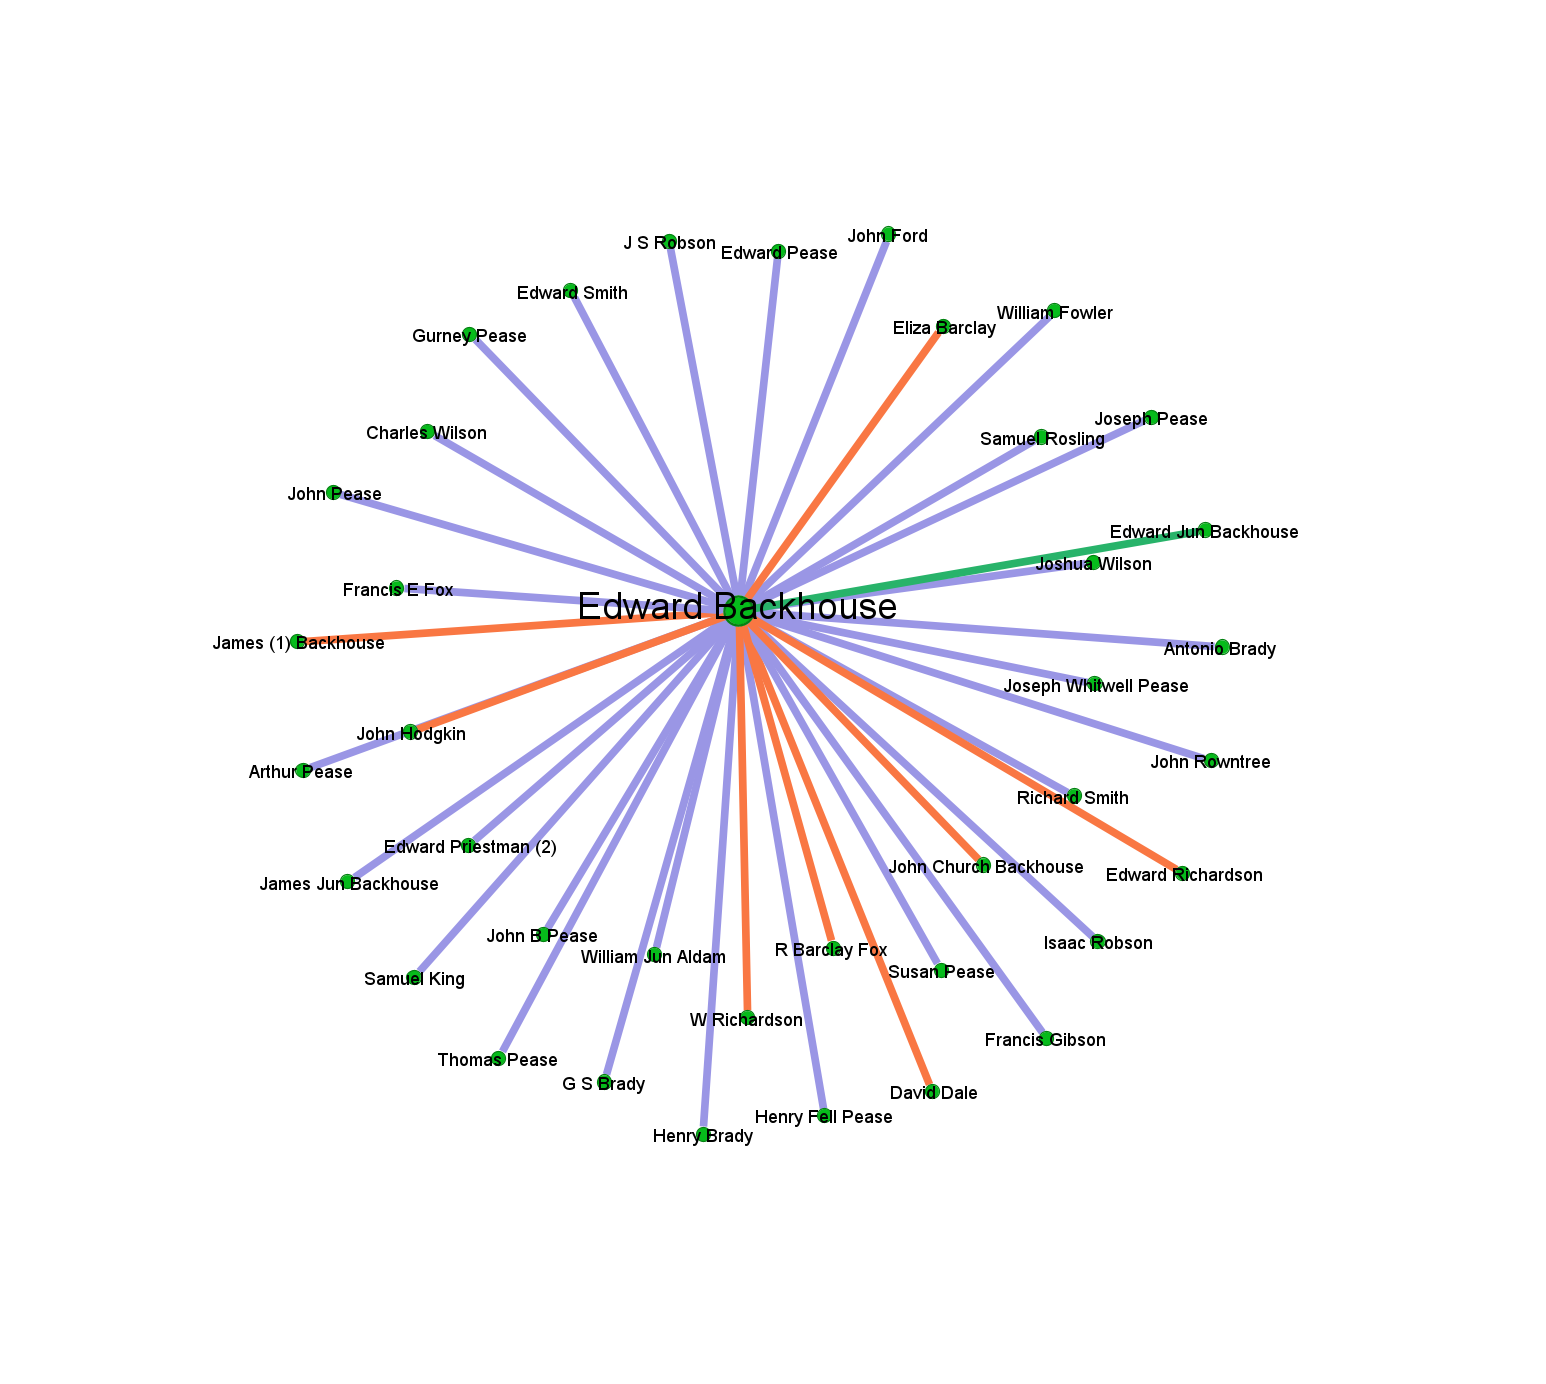 John Ford
J S Robson
Edward Pease
Edward Smith
William Fowler
Eliza Barclay
Gurney Pease
Joseph Pease
Charles Wilson
Samuel Rosling
John Pease
Edward Jun Backhouse
Joshua Wilson
Francis E Fox
Edward Backhouse
James (1) Backhouse
Antonio Brady
Joseph Whitwell Pease
John Hodgkin
John Rowntree
Arthur Pease
Richard Smith
Edward Priestman (2)
John Church Backhouse
Edward Richardson
James Jun Backhouse
John B Pease
Isaac Robson
R Barclay Fox
William Jun Aldam
Susan Pease
Samuel King
W Richardson
Francis Gibson
Thomas Pease
G S Brady
David Dale
Henry Fell Pease
Henry Brady